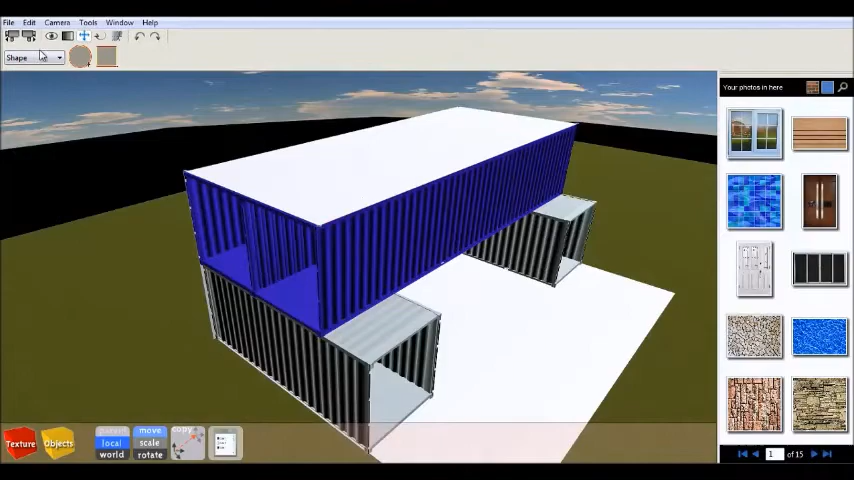 File Edit Camera Tools Window Help
Shape
Your photos in here
Texture Objects
local
world
move
scale
rotate
copy
1 of 15